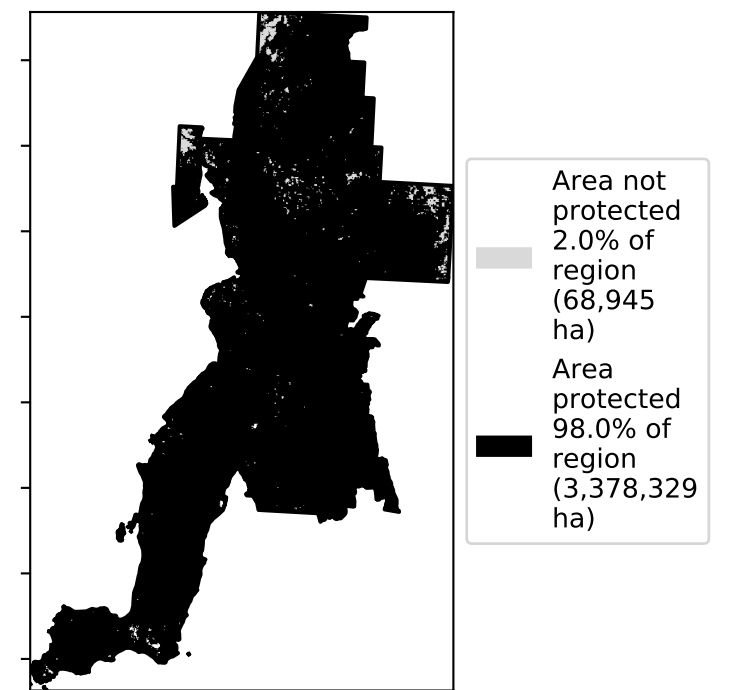 Area not
protected
2.0% of
region
(68,945
ha)
Area
protected
98.0% of
region
(3,378,329
ha)